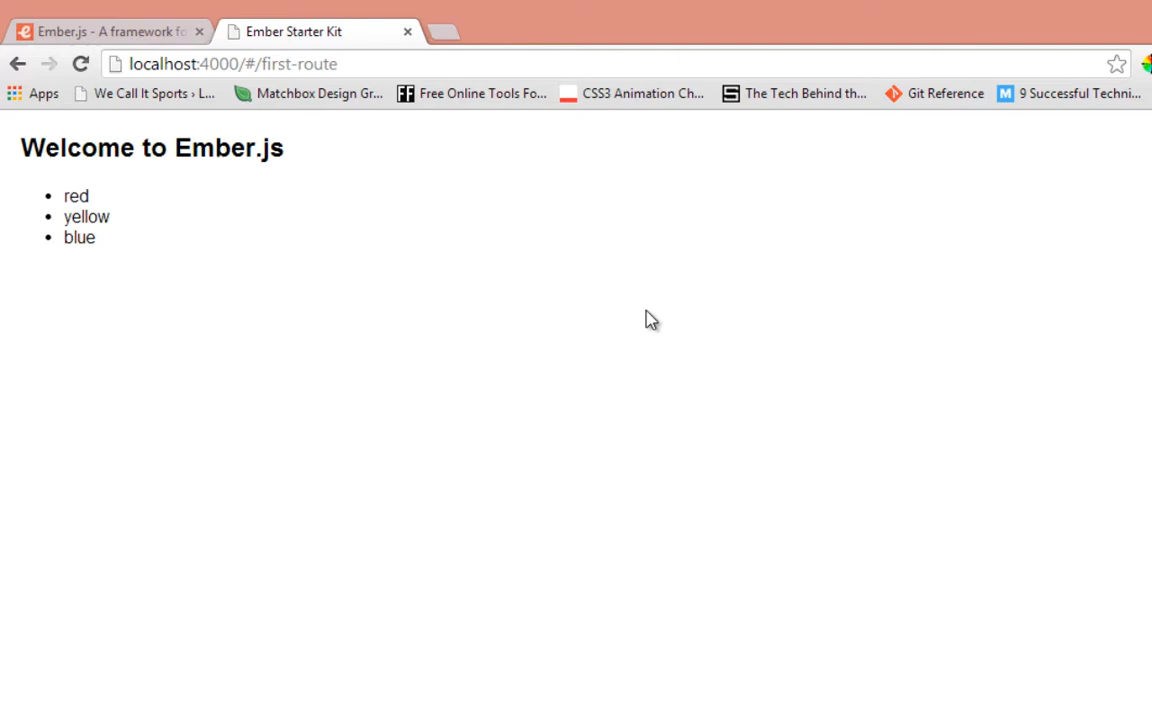 Ember.js - A framework fo
Ember Starter Kit
localhost:4000/#/first-route
Apps We Call It Sports › L... Matchbox Design Gr... Free Online Tools Fo... CSS3 Animation Ch... The Tech Behind th... Git Reference 9 Successful Techni...
Welcome to Ember.js
red
yellow
blue